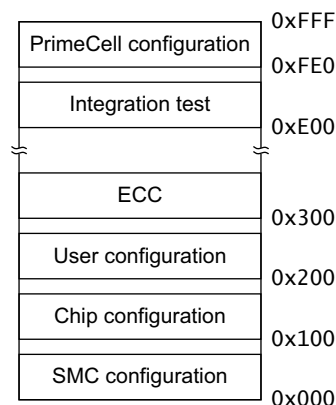 0xFFF
PrimeCell configuration
0xFE0
Integration test
0xE00
ECC
0x300
User configuration
0x200
Chip configuration
0x100
SMC configuration
0x000